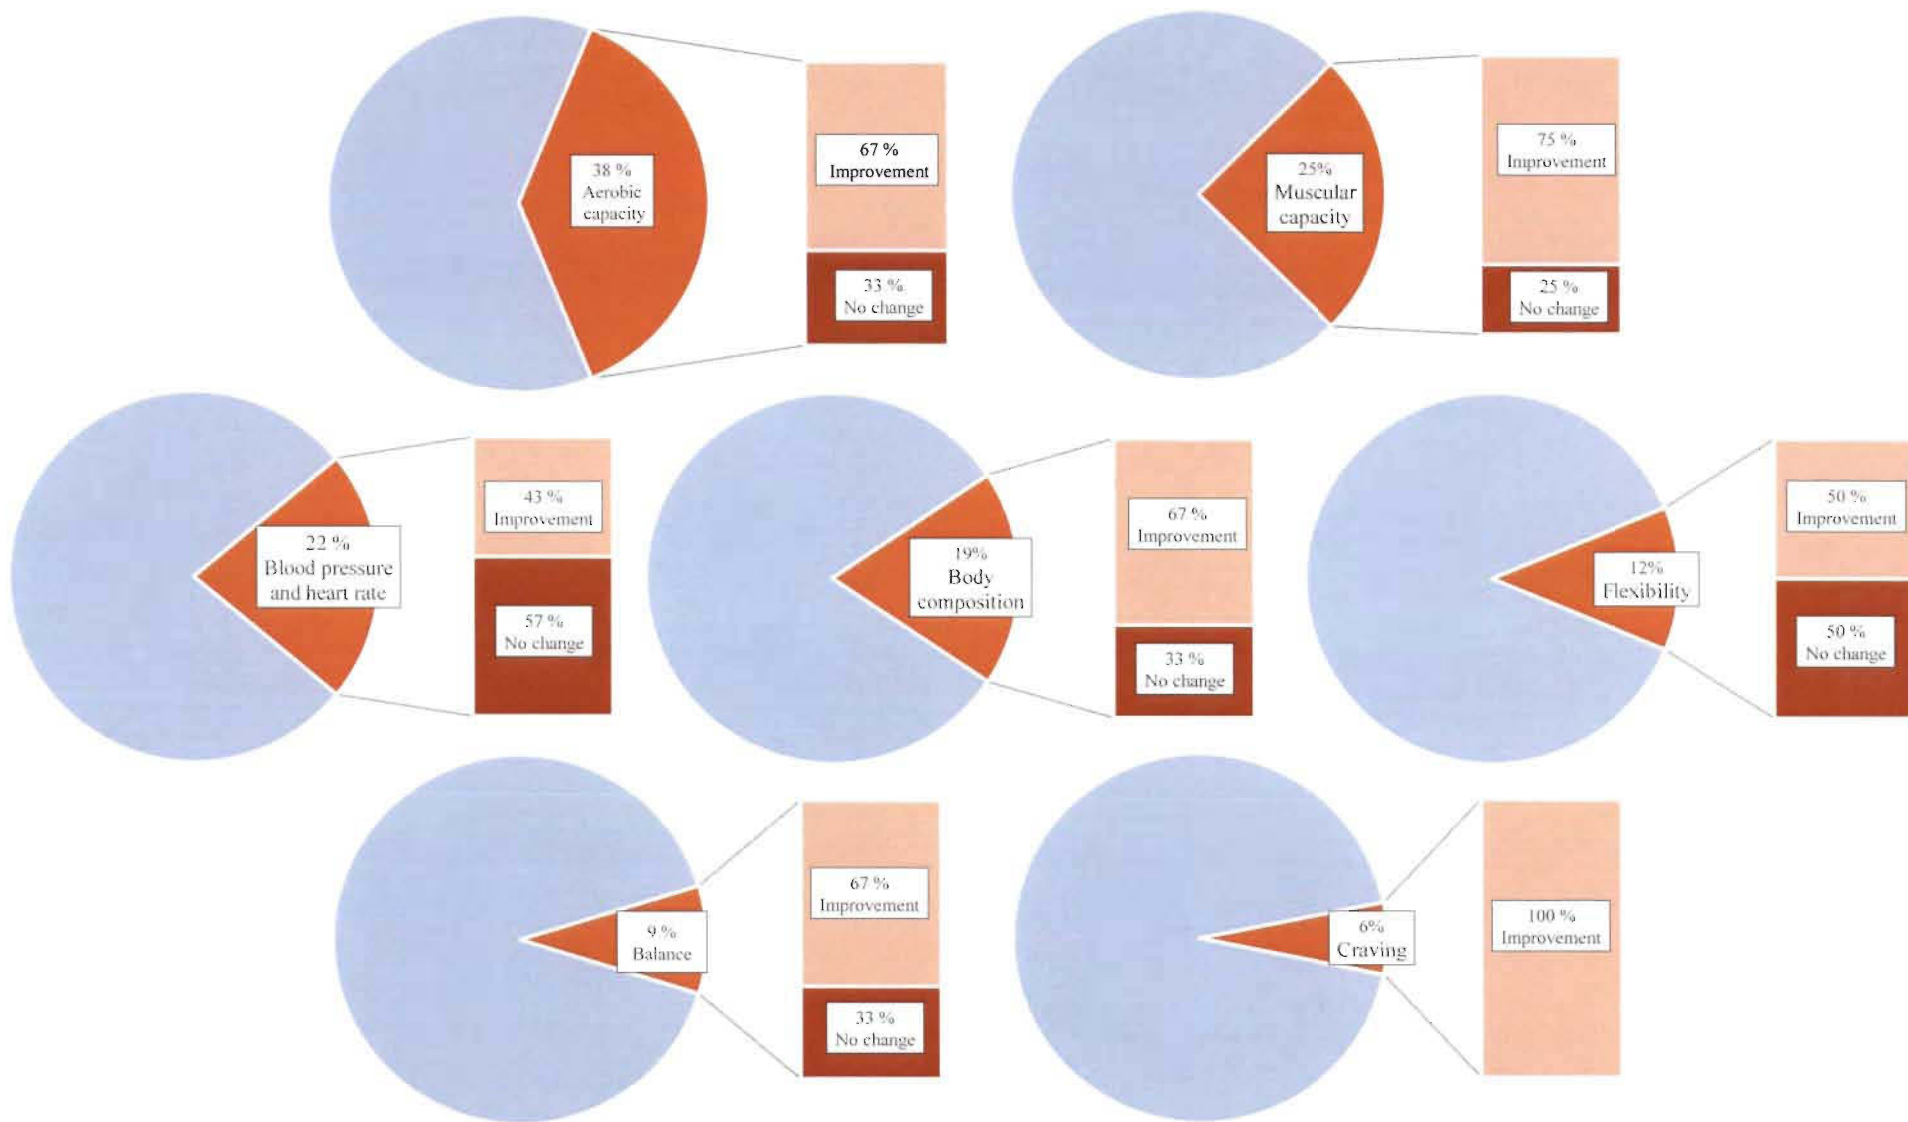 38 %
Aerobic
capacity
67 %
Improvement
33 %
No change
25%
Muscular
capacity
75 %
Improvement
25 %
No change
22 %
Blood pressure
and heart rate
43 %
Improvement
57 %
No change
19%
Body
composition
67 %
Improvement
33 %
No change
12%
Flexibility
50 %
Improvement
50 %
No change
9 %
Balance
67 %
Improvement
33 %
No change
6%
Craving
100 %
Improvement